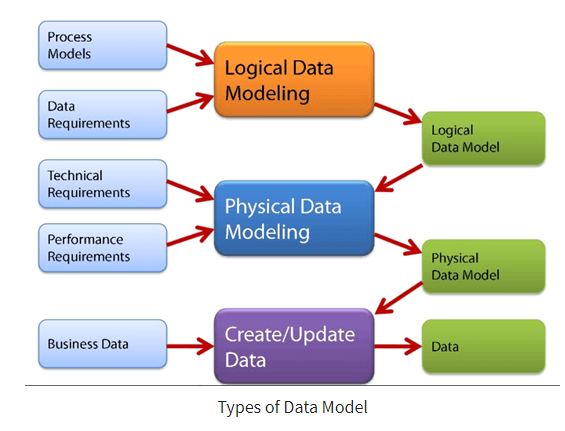 Process
Models
Logical Data
Modeling
Data
Requirements
Logical
Data Model
Technical
Requirements
Physical Data
Modeling
Performance
Requirements
Physical
Data Model
Business Data
Create/Update
Data
Data
Types of Data Model